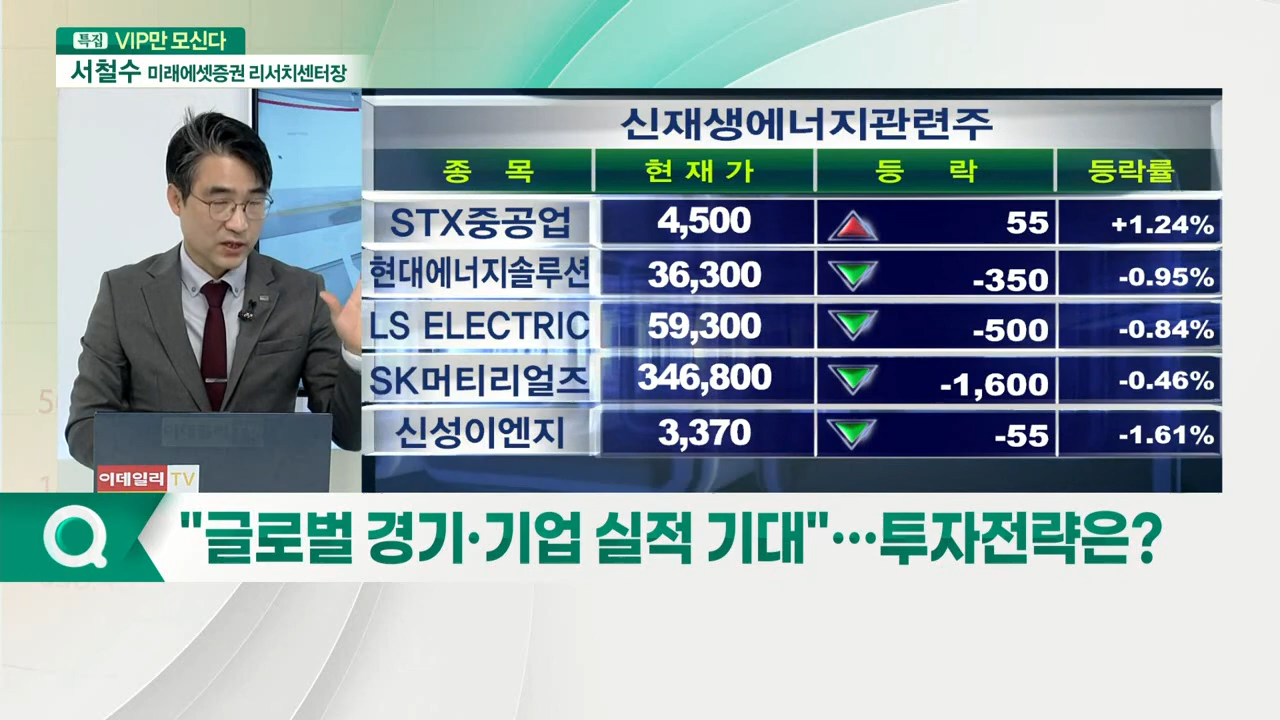 특집 VIP만 모신다
서철수 미래에셋증권 리서치센터장
신재생에너지관련주
종 목 현 재 가 등 락 등락률
STX중공업 4,500 55 +1.24%
현대에너지솔루션 36,300 -350 -0.95%
LS ELECTRIC 59,300 -500 -0.84%
SK머티리얼즈 346,800 -1,600 -0.46%
신성이엔지 3,370 -55 -1.61%
이데일리TV
이데일리TV
Q "글로벌 경기·기업 실적 기대"…투자전략은?